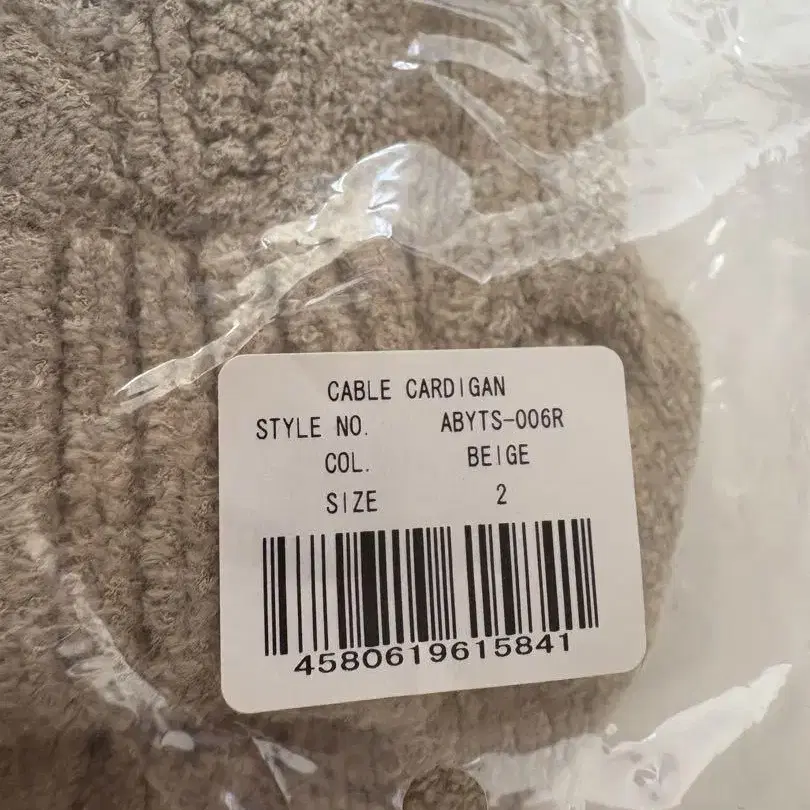 CABLE CARDIGAN
STYLE NO. ABYTS-006R
COL. BEIGE
SIZE 2
4580619615841